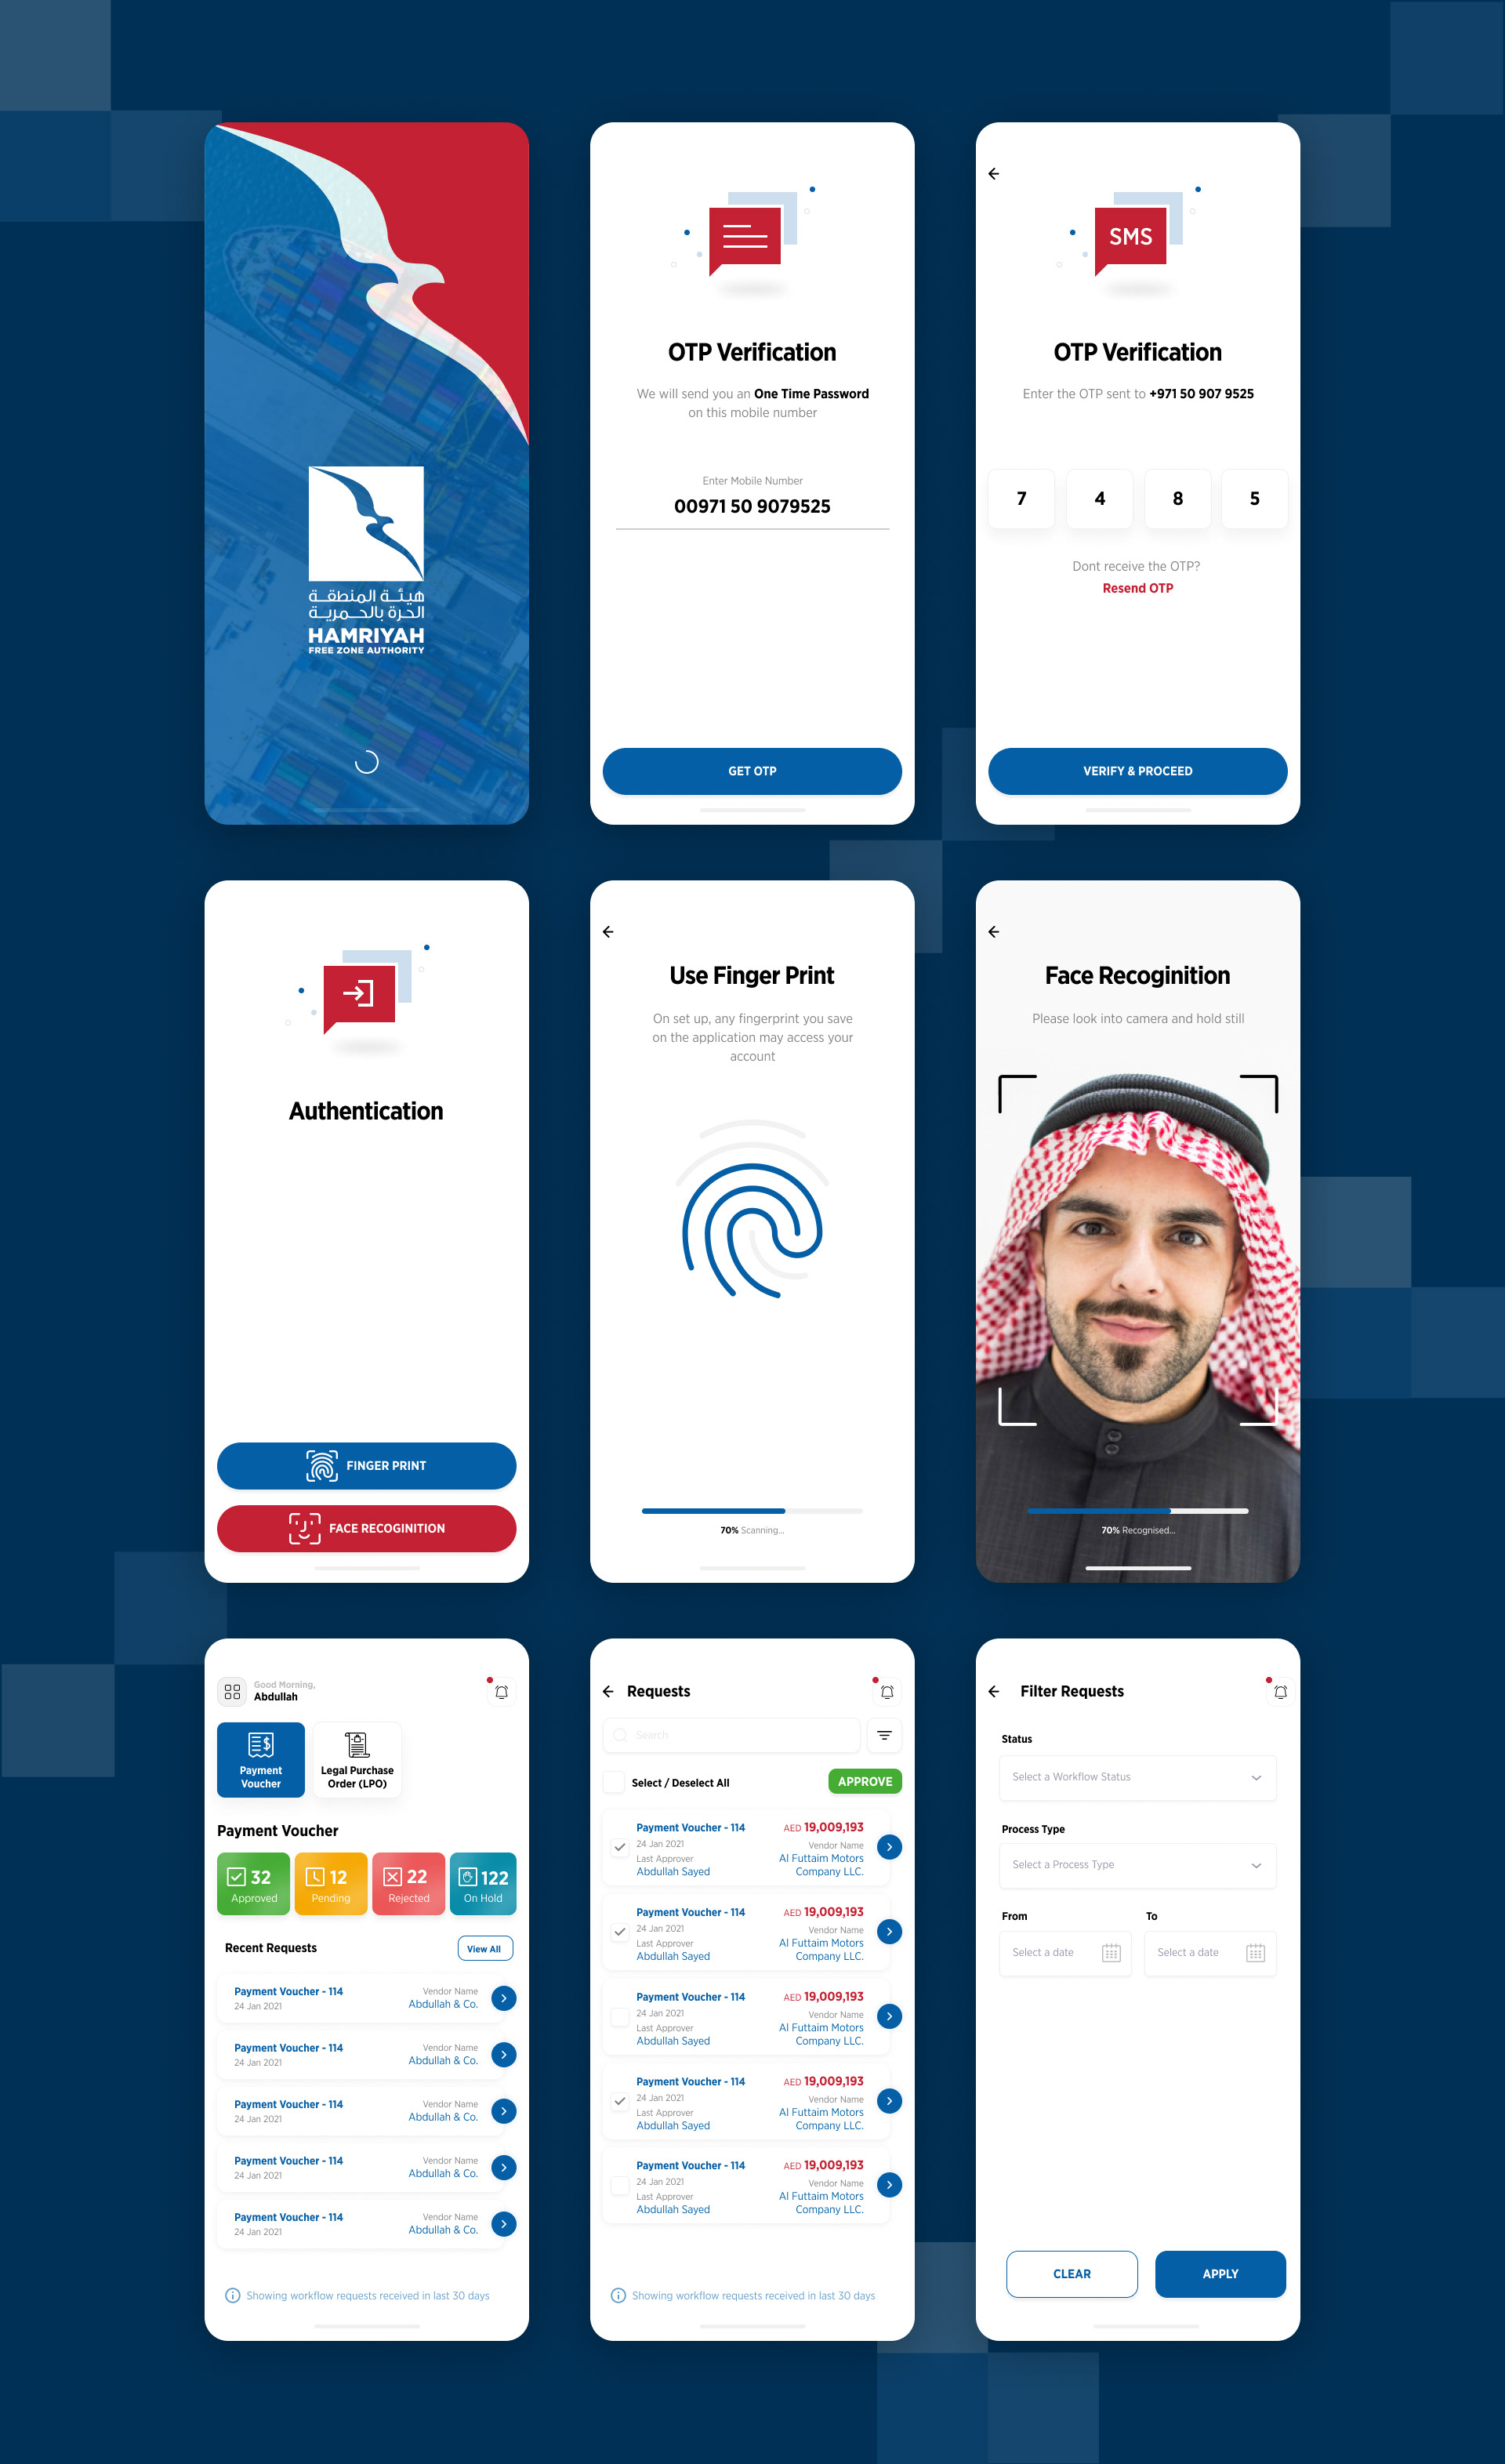 هيئة المنطقة
الحرة بالحمرية
HAMRIYAH
FREE ZONE AUTHORITY
OTP Verification
We will send you an One Time Password
on this mobile number
Enter Mobile Number
00971 50 9079525
GET OTP
SMS
OTP Verification
Enter the OTP sent to +971 50 907 9525
7 4 8 5
Dont receive the OTP?
Resend OTP
VERIFY & PROCEED
Authentication
FINGER PRINT
FACE RECOGINITION
Use Finger Print
On set up, any fingerprint you save
on the application may access your
account
70% Scanning...
Face Recoginition
Please look into camera and hold still
70% Recognised...
Good Morning,
Abdullah
Payment
Voucher
Legal Purchase
Order (LPO)
Payment Voucher
32
Approved
12
Pending
22
Rejected
122
On Hold
Recent Requests
View All
Payment Voucher - 114
24 Jan 2021
Vendor Name
Abdullah & Co.
Payment Voucher - 114
24 Jan 2021
Vendor Name
Abdullah & Co.
Payment Voucher - 114
24 Jan 2021
Vendor Name
Abdullah & Co.
Payment Voucher - 114
24 Jan 2021
Vendor Name
Abdullah & Co.
Payment Voucher - 114
24 Jan 2021
Vendor Name
Abdullah & Co.
Showing workflow requests received in last 30 days
Requests
Search
Select / Deselect All
APPROVE
Payment Voucher - 114
24 Jan 2021
Last Approver
Abdullah Sayed
AED 19,009,193
Vendor Name
Al Futtaim Motors
Company LLC.
Payment Voucher - 114
24 Jan 2021
Last Approver
Abdullah Sayed
AED 19,009,193
Vendor Name
Al Futtaim Motors
Company LLC.
Payment Voucher - 114
24 Jan 2021
Last Approver
Abdullah Sayed
AED 19,009,193
Vendor Name
Al Futtaim Motors
Company LLC.
Payment Voucher - 114
24 Jan 2021
Last Approver
Abdullah Sayed
AED 19,009,193
Vendor Name
Al Futtaim Motors
Company LLC.
Payment Voucher - 114
24 Jan 2021
Last Approver
Abdullah Sayed
AED 19,009,193
Vendor Name
Al Futtaim Motors
Company LLC.
Showing workflow requests received in last 30 days
Filter Requests
Status
Select a Workflow Status
Process Type
Select a Process Type
From
Select a date
To
Select a date
CLEAR
APPLY